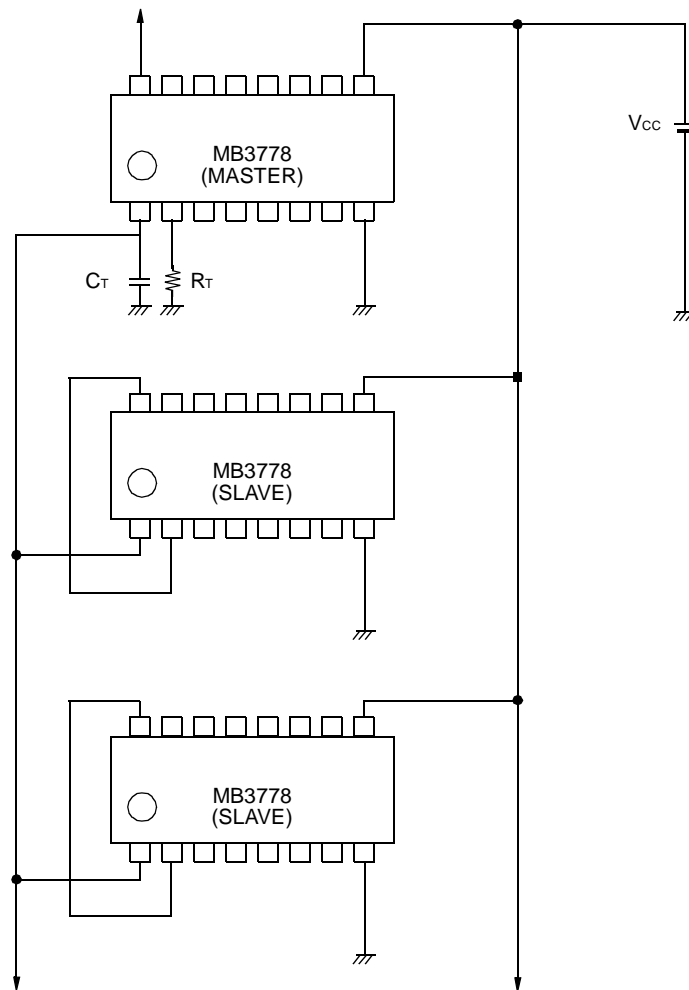 MB3778
(MASTER)
VCC
CT
RT
MB3778
(SLAVE)
MB3778
(SLAVE)